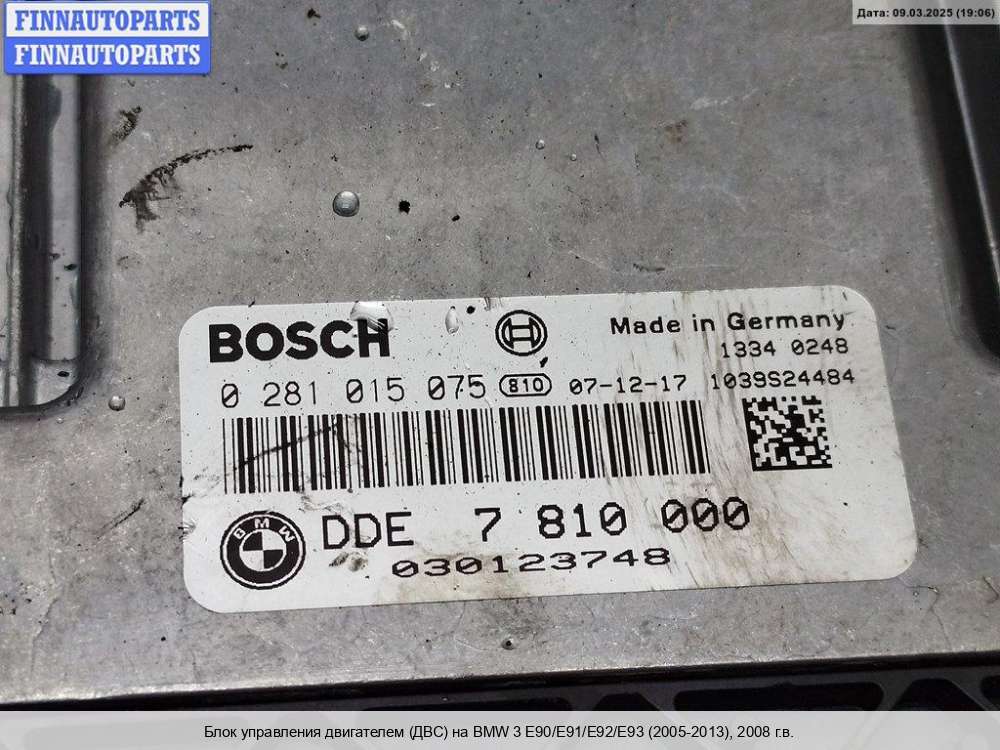 FINNAUTOPARTS
FINNAUTOPARTS
Дата: 09.03.2025 (19:06)
BOSCH
Made in Germany
1334 0248
0 281 015 075 810 07-12-17 1039S24484
BMW
DDE 7 810 000
030123748
Блок управления двигателем (ДВС) на BMW 3 E90/E91/E92/E93 (2005-2013), 2008 г.в.